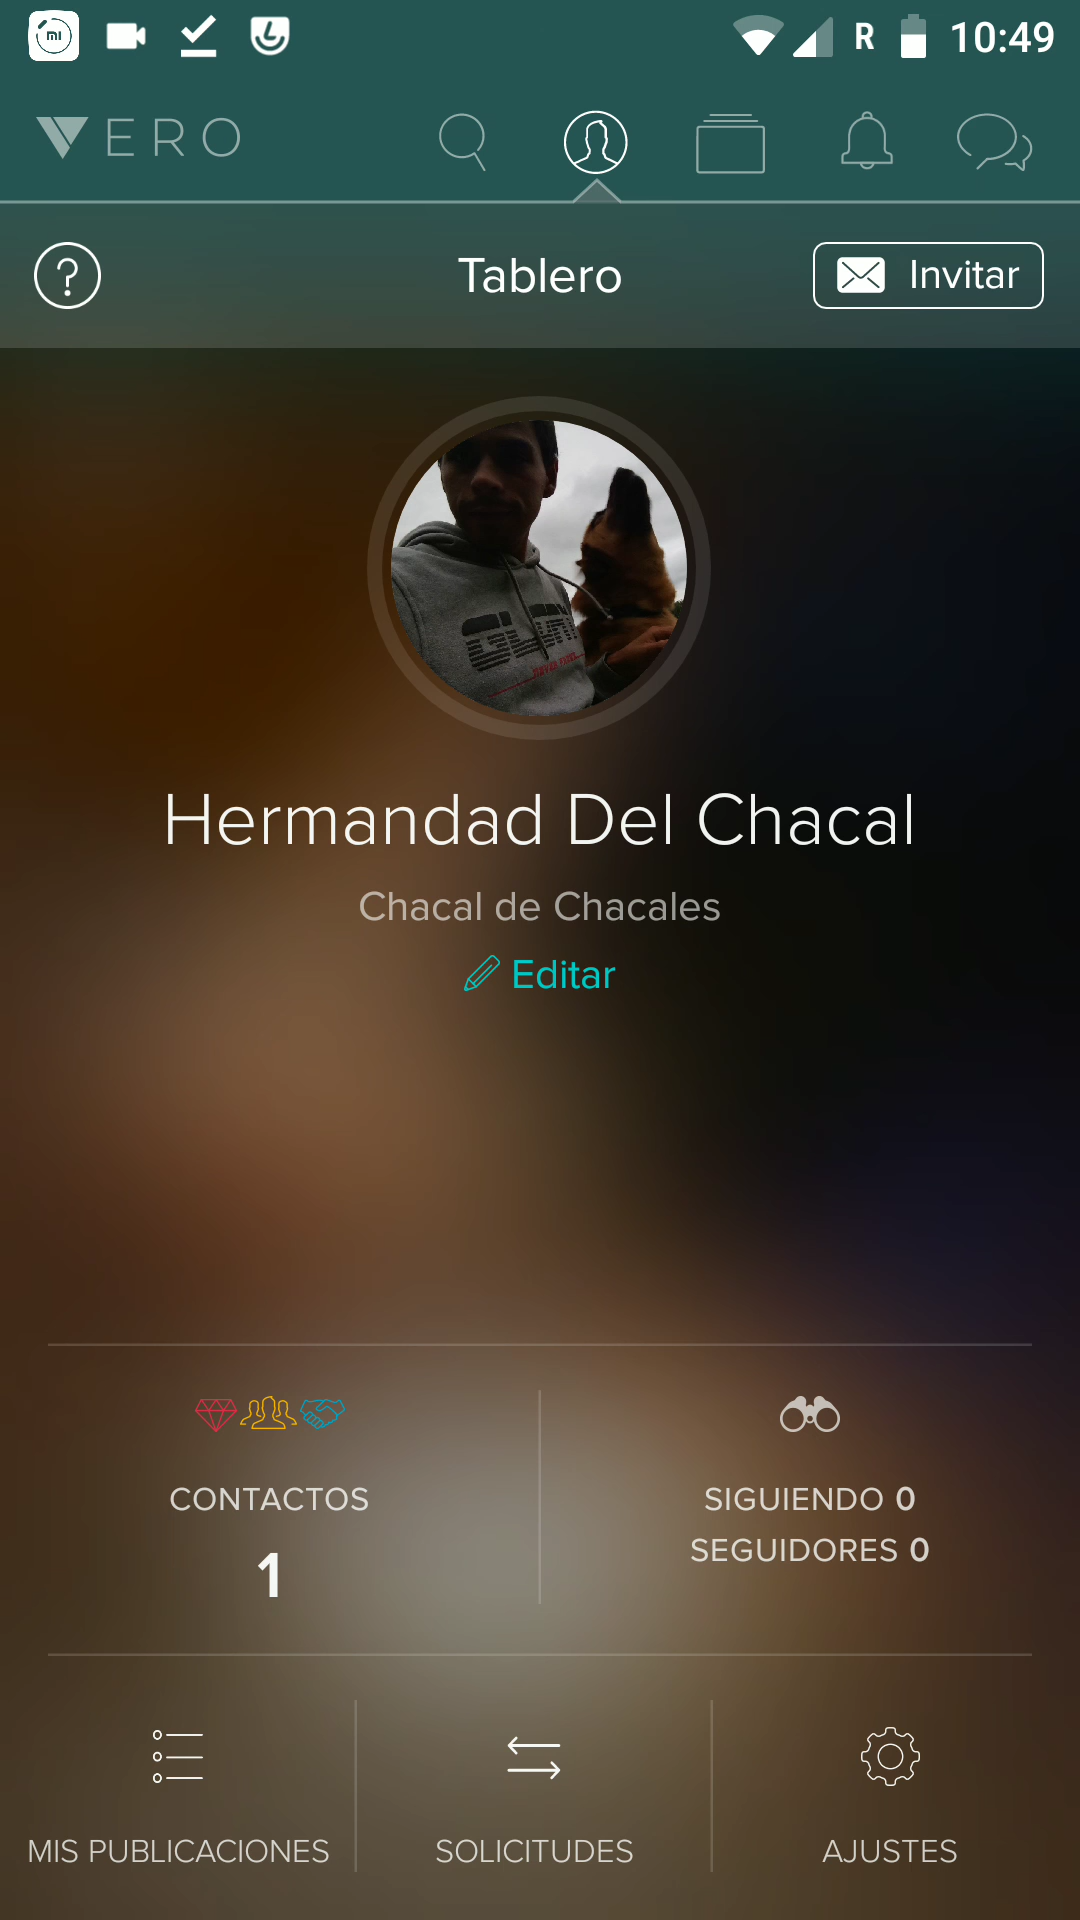 mi
R
10:49
VERO
?
Tablero
Invitar
Hermandad Del Chacal
Chacal de Chacales
Editar
CONTACTOS
1
SIGUIENDO 0
SEGUIDORES 0
MIS PUBLICACIONES
SOLICITUDES
AJUSTES